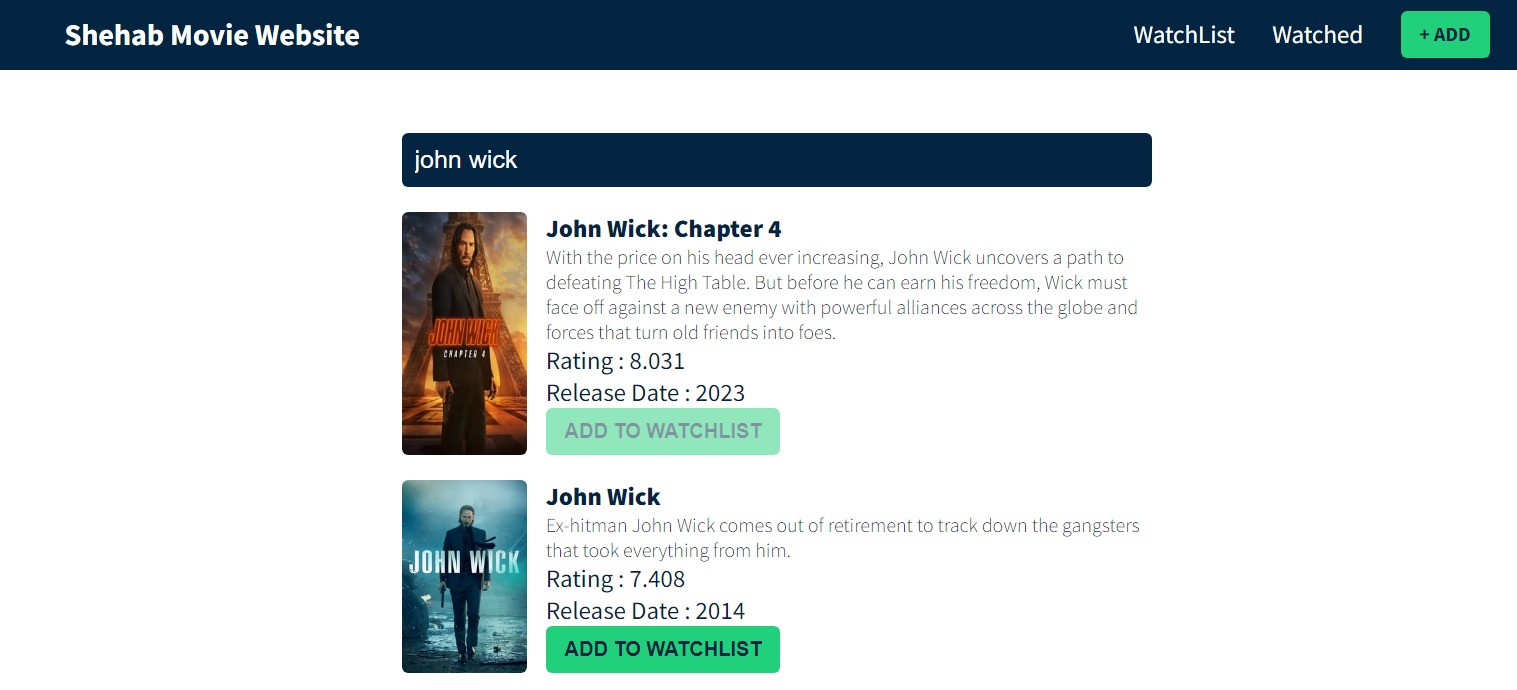 Shehab Movie Website
WatchList
Watched
+ ADD
john wick
JOHN WICK
CHAPTER 4
John Wick: Chapter 4
With the price on his head ever increasing, John Wick uncovers a path to
defeating The High Table. But before he can earn his freedom, Wick must
face off against a new enemy with powerful alliances across the globe and
forces that turn old friends into foes.
Rating : 8.031
Release Date : 2023
ADD TO WATCHLIST
JOHN WICK
John Wick
Ex-hitman John Wick comes out of retirement to track down the gangsters
that took everything from him.
Rating : 7.408
Release Date : 2014
ADD TO WATCHLIST